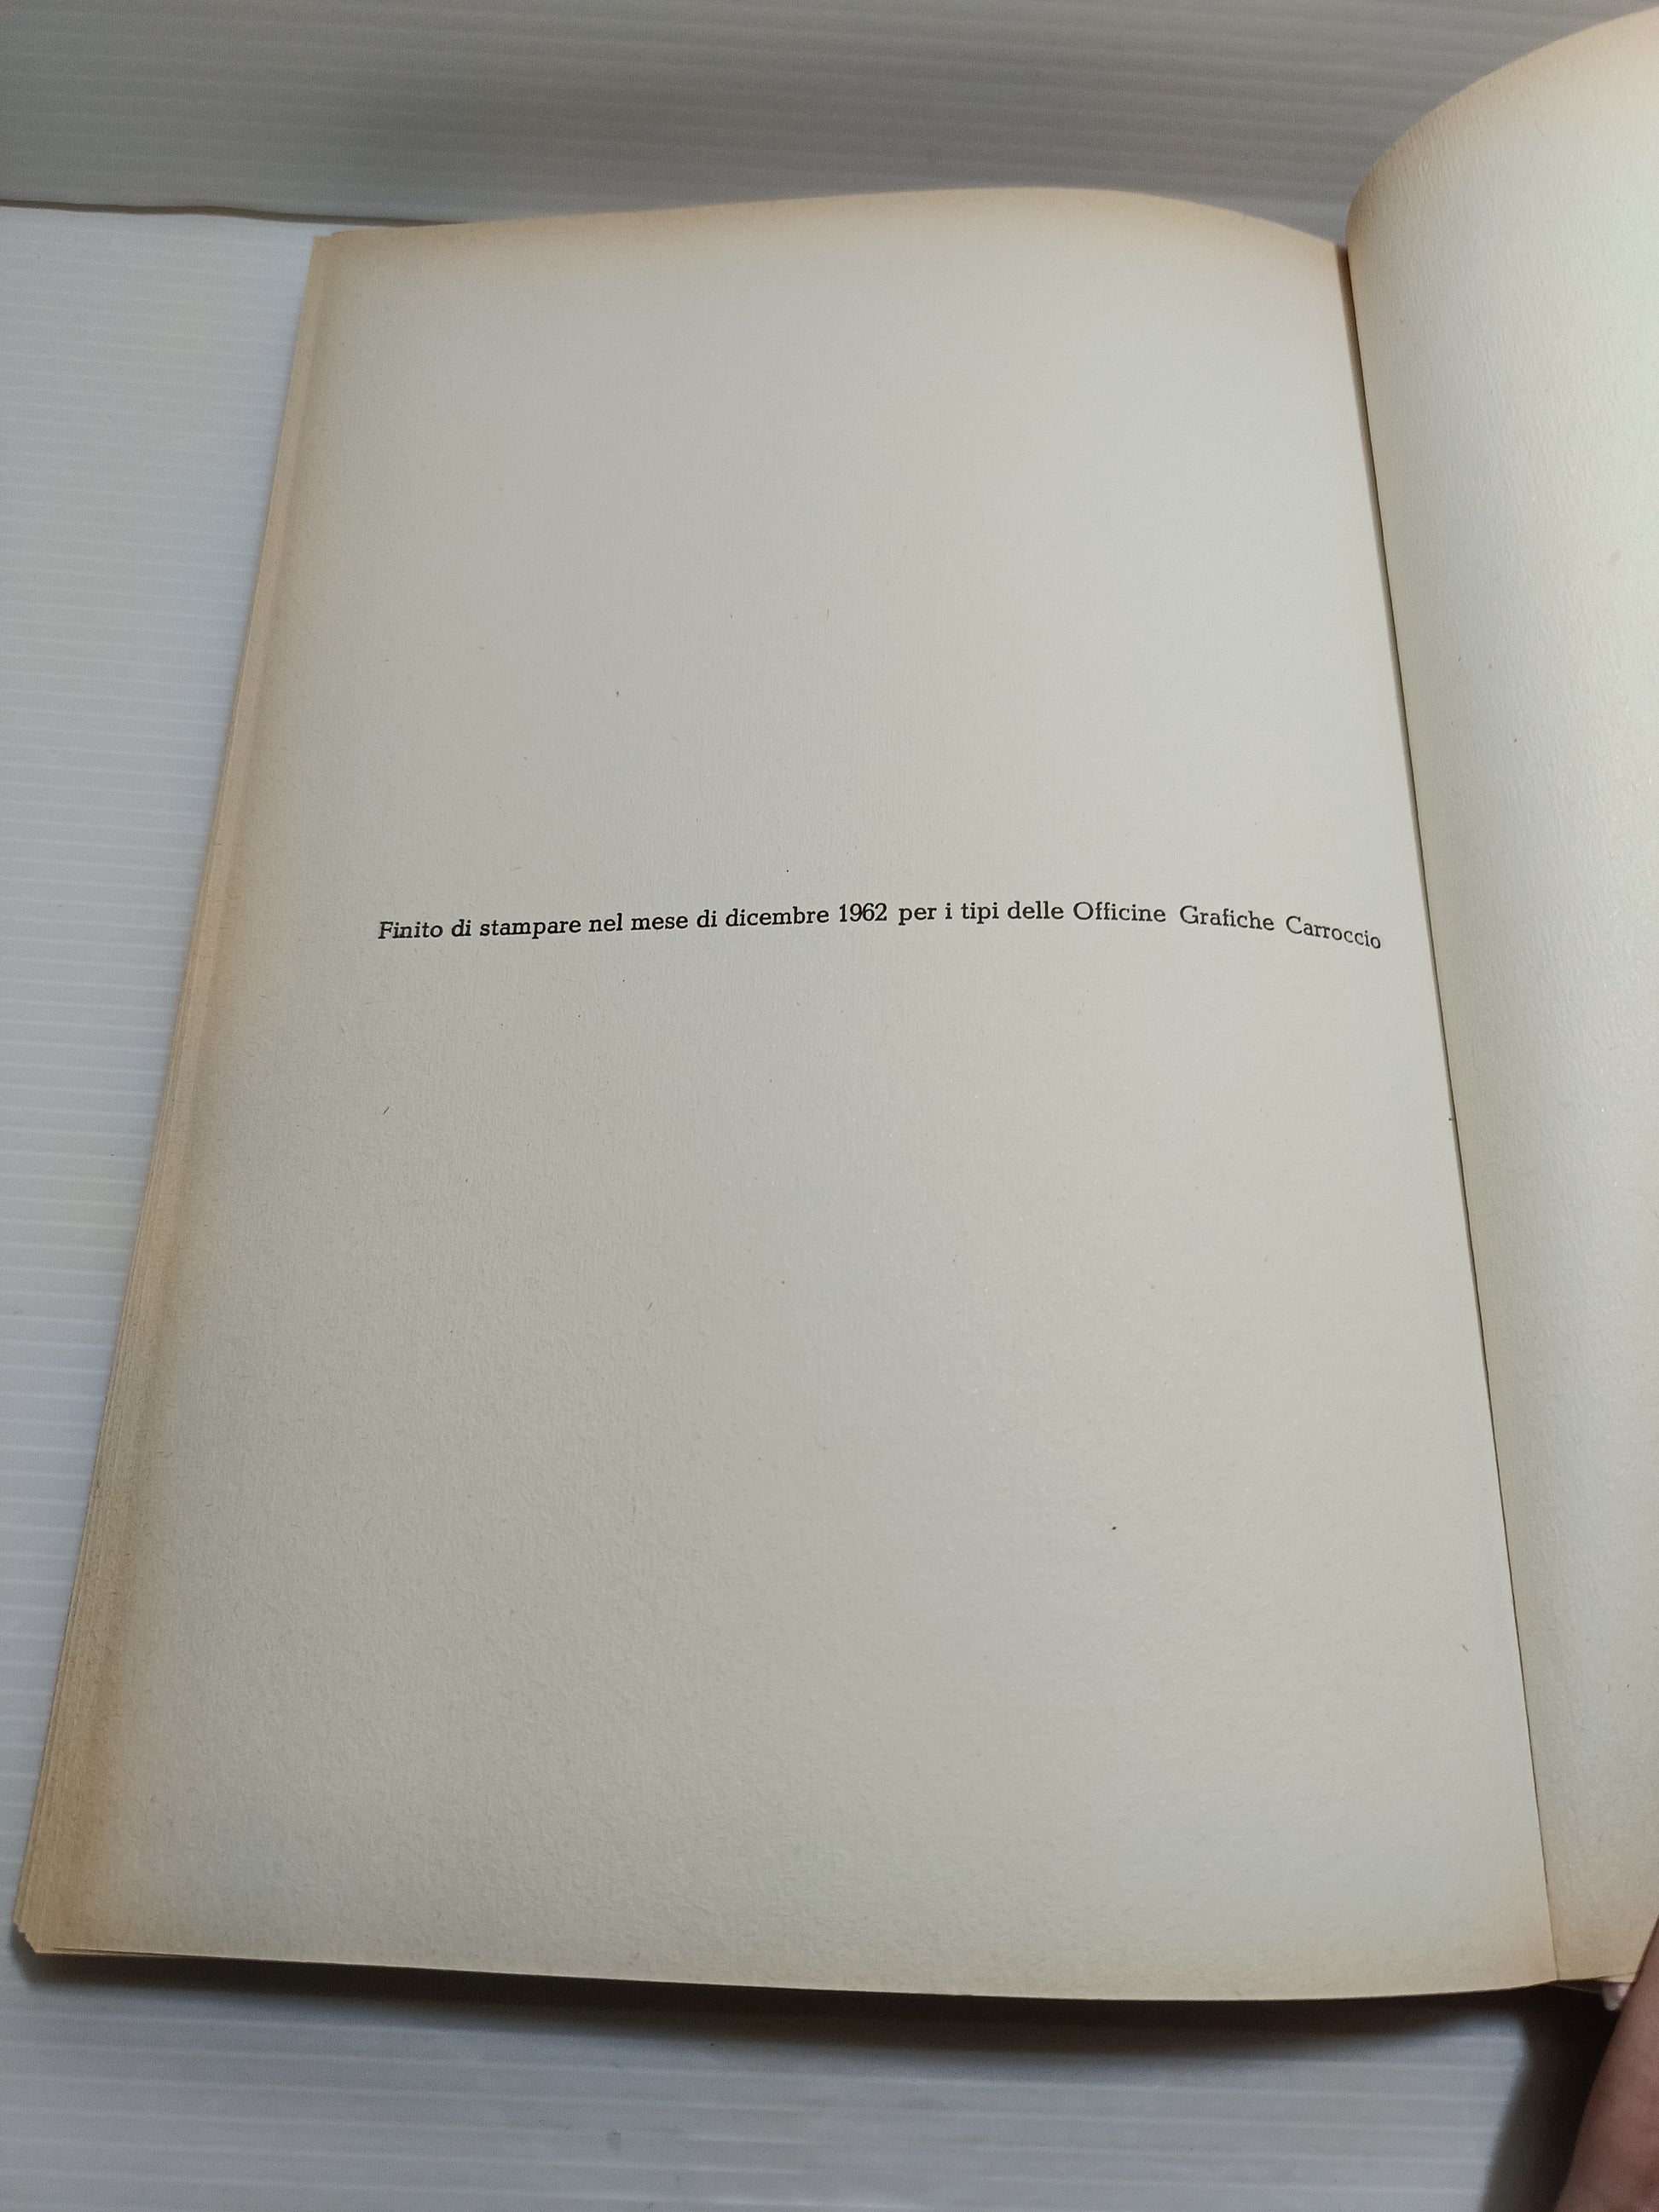 Finito di stampare nel mese di dicembre 1962 per i tipi delle Officine Grafiche Carroccio